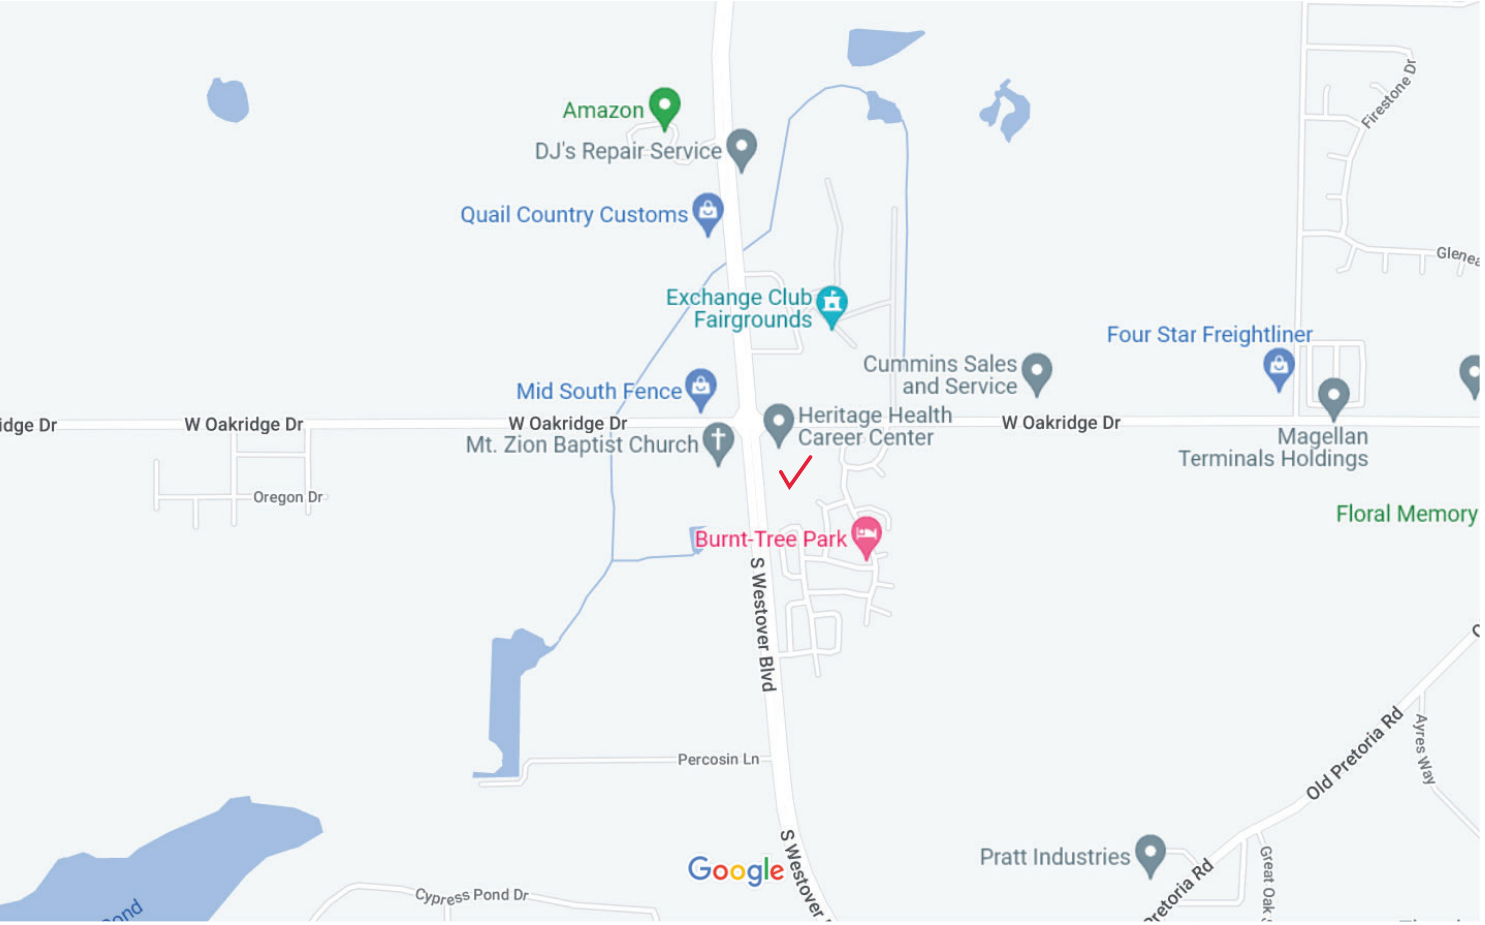 Firestone Dr
Amazon
DJ's Repair Service
Quail Country Customs
Glenea
Exchange Club
Fairgrounds
Four Star Freightliner
Cummins Sales
and Service
Mid South Fence
idge Dr
W Oakridge Dr
W Oakridge Dr
Heritage Health
Career Center
W Oakridge Dr
Mt. Zion Baptist Church
Magellan
Terminals Holdings
Oregon Dr
Floral Memory
Burnt-Tree Park
S Westover Blvd
Old Pretoria Rd
Ayres Way
Percosin Ln
S Westover
Pratt Industries
Google
Pretoria Rd
Great Oak S
Cypress Pond Dr
ond